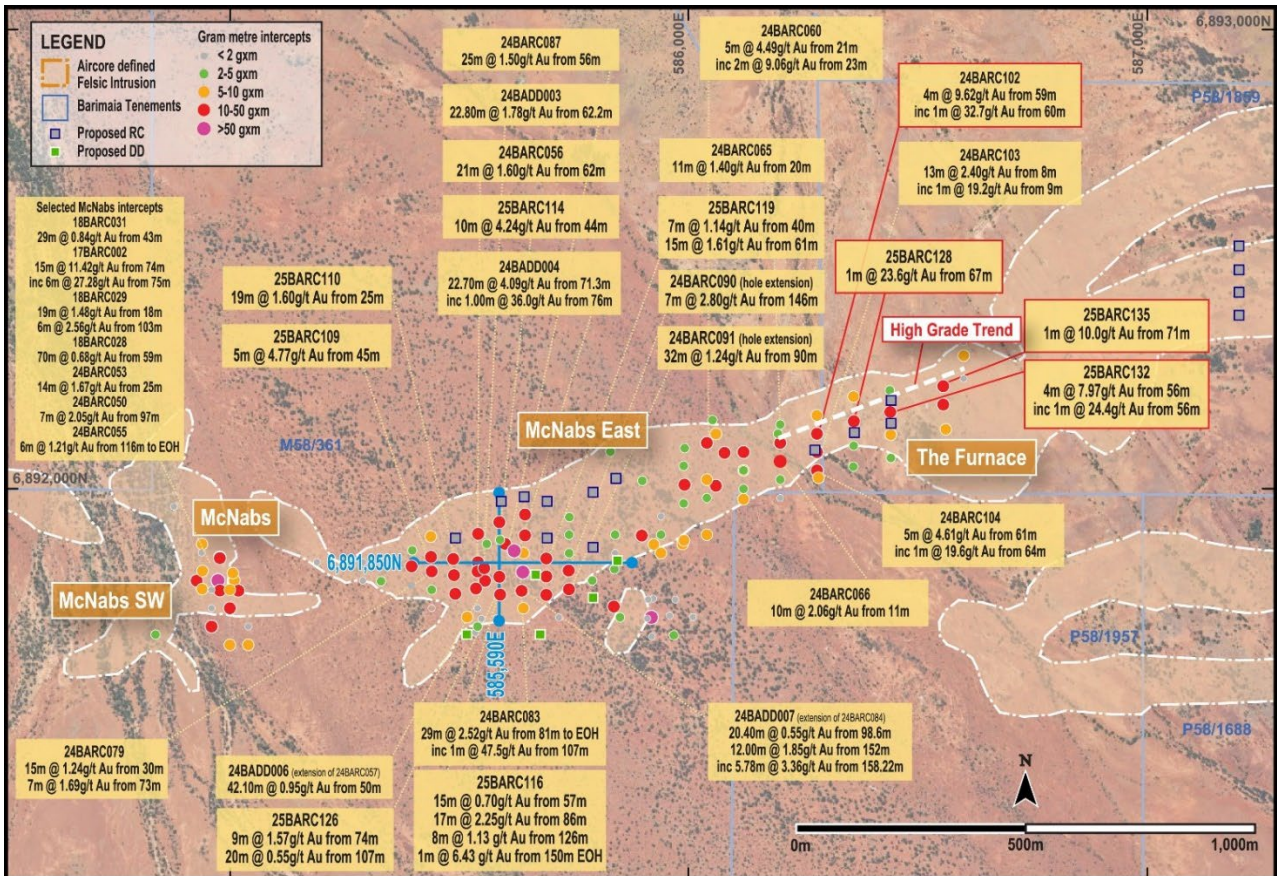 LEGEND
Aircore defined
Felsic Intrusion
Barimaia Tenements
Proposed RC
Proposed DD
Gram metre intercepts
< 2 gxm
2-5 gxm
5-10 gxm
10-50 gxm
>50 gxm
24BARC087
25m @ 1.50g/t Au from 56m
24BADD003
22.80m @ 1.78g/t Au from 62.2m
24BARC056
21m @ 1.60g/t Au from 62m
25BARC114
10m @ 4.24g/t Au from 44m
24BADD004
22.70m @ 4.09g/t Au from 71.3m
inc 1.00m @ 36.0g/t Au from 76m
586,000E
24BARC060
5m @ 4.49g/t Au from 21m
inc 2m @ 9.06g/t Au from 23m
24BARC065
11m @ 1.40g/t Au from 20m
25BARC119
7m @ 1.14g/t Au from 40m
15m @ 1.61g/t Au from 61m
24BARC090 (hole extension)
7m @ 2.80g/t Au from 146m
24BARC091 (hole extension)
32m @ 1.24g/t Au from 90m
587,000E
6,893,000N
P58/1869
24BARC102
4m @ 9.62g/t Au from 59m
inc 1m @ 32.7g/t Au from 60m
24BARC103
13m @ 2.40g/t Au from 8m
inc 1m @ 19.2g/t Au from 9m
25BARC128
1m @ 23.6g/t Au from 67m
High Grade Trend
25BARC135
1m @ 10.0g/t Au from 71m
25BARC132
4m @ 7.97g/t Au from 56m
inc 1m @ 24.4g/t Au from 56m
Selected McNabs intercepts
18BARC031
29m @ 0.84g/t Au from 43m
17BARC002
15m @ 11.42g/t Au from 74m
inc 6m @ 27.28g/t Au from 75m
18BARC029
19m @ 1.48g/t Au from 18m
6m @ 2.56g/t Au from 103m
18BARC028
70m @ 0.68g/t Au from 59m
24BARC053
14m @ 1.67g/t Au from 25m
24BARC050
7m @ 2.05g/t Au from 97m
24BARC055
6m @ 1.21g/t Au from 116m to EOH
25BARC110
19m @ 1.60g/t Au from 25m
25BARC109
5m @ 4.77g/t Au from 45m
M58/361
6,892,000N
McNabs East
The Furnace
McNabs
McNabs SW
6,891,850N
585,590E
24BARC104
5m @ 4.61g/t Au from 61m
inc 1m @ 19.6g/t Au from 64m
24BARC066
10m @ 2.06g/t Au from 11m
P58/1957
P58/1688
24BARC079
15m @ 1.24g/t Au from 30m
7m @ 1.69g/t Au from 73m
24BADD006 (extension of 24BARC057)
42.10m @ 0.95g/t Au from 50m
25BARC126
9m @ 1.57g/t Au from 74m
20m @ 0.55g/t Au from 107m
24BARC083
29m @ 2.52g/t Au from 81m to EOH
inc 1m @ 47.5g/t Au from 107m
25BARC116
15m @ 0.70g/t Au from 57m
17m @ 2.25g/t Au from 86m
8m @ 1.13 g/t Au from 126m
1m @ 6.43 g/t Au from 150m EOH
24BADD007 (extension of 24BARC084)
20.40m @ 0.55g/t Au from 98.6m
12.00m @ 1.85g/t Au from 152m
inc 5.78m @ 3.36g/t Au from 158.22m
N
0m
500m
1,000m